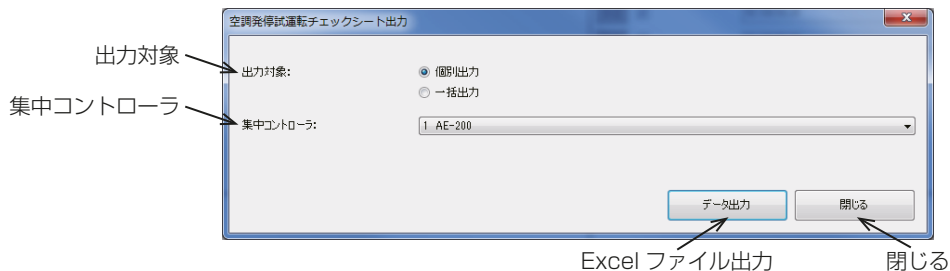 空調発停試運転チェックシート出力
出力対象
出力対象:
個別出力
一括出力
集中コントローラ
集中コントローラ:
1 AE-200
データ出力
閉じる
Excel ファイル出力
閉じる